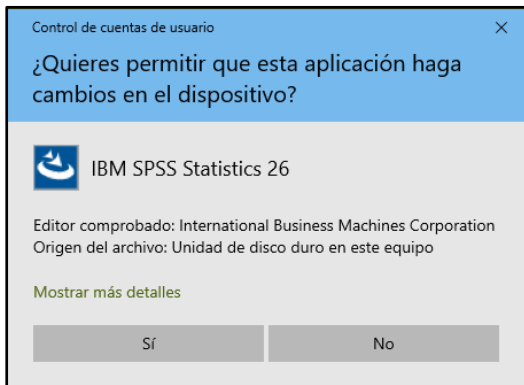 Control de cuentas de usuario
¿Quieres permitir que esta aplicación haga
cambios en el dispositivo?
IBM SPSS Statistics 26
Editor comprobado: International Business Machines Corporation
Origen del archivo: Unidad de disco duro en este equipo
Mostrar más detalles
Sí
No